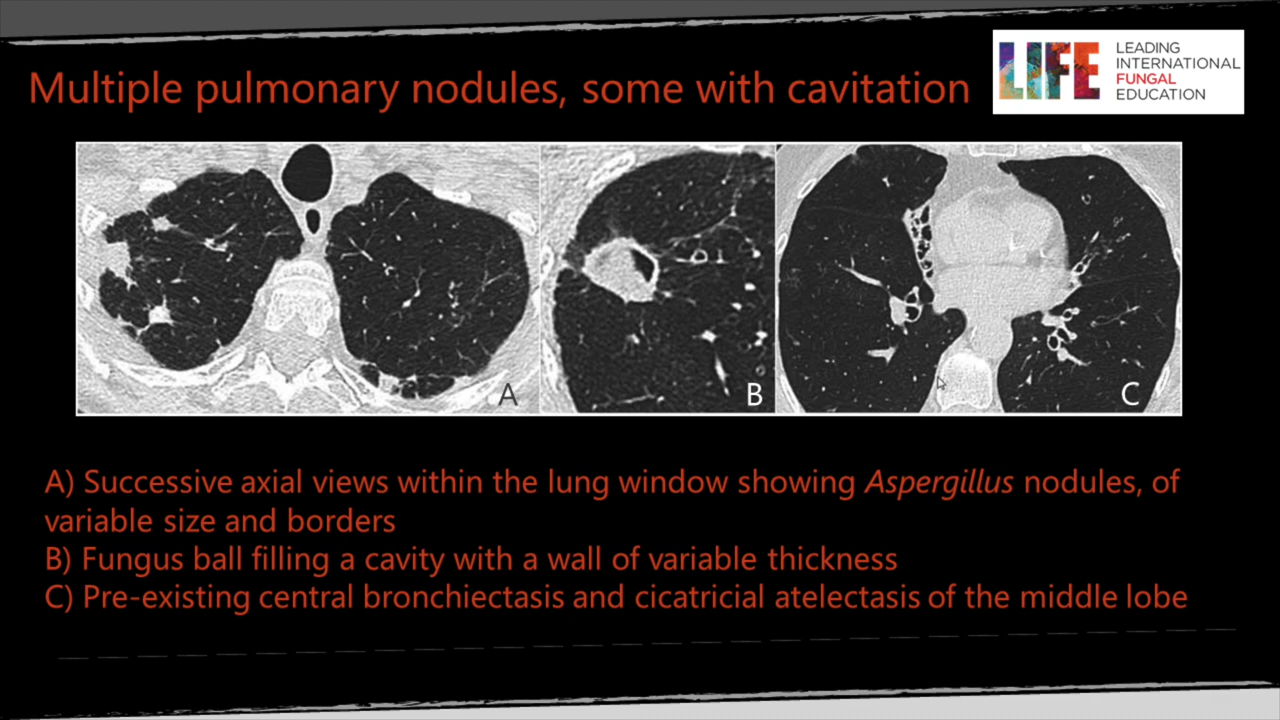 Multiple pulmonary nodules, some with cavitation
LIFE
LEADING
INTERNATIONAL
FUNGAL
EDUCATION
A
B
C
A) Successive axial views within the lung window showing Aspergillus nodules, of
variable size and borders
B) Fungus ball filling a cavity with a wall of variable thickness
C) Pre-existing central bronchiectasis and cicatricial atelectasis of the middle lobe